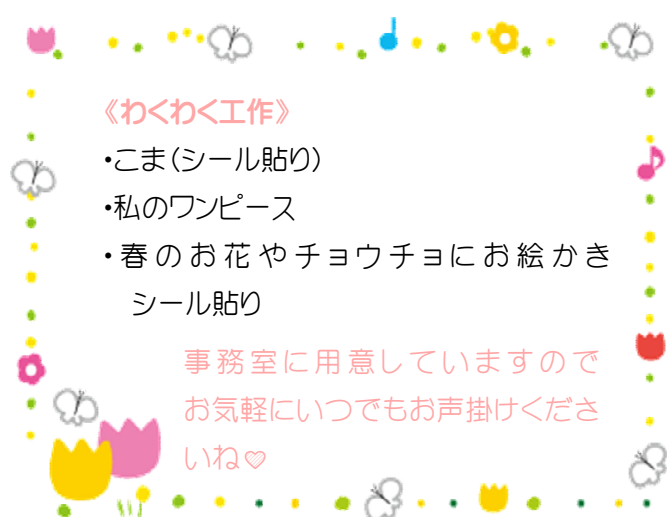 《わくわく工作》
・こま(シール貼り)
・私のワンピース
・春のお花やチョウチョにお絵かき
シール貼り
事務室に用意していますので
お気軽にいつでもお声掛けくださ
いね♡